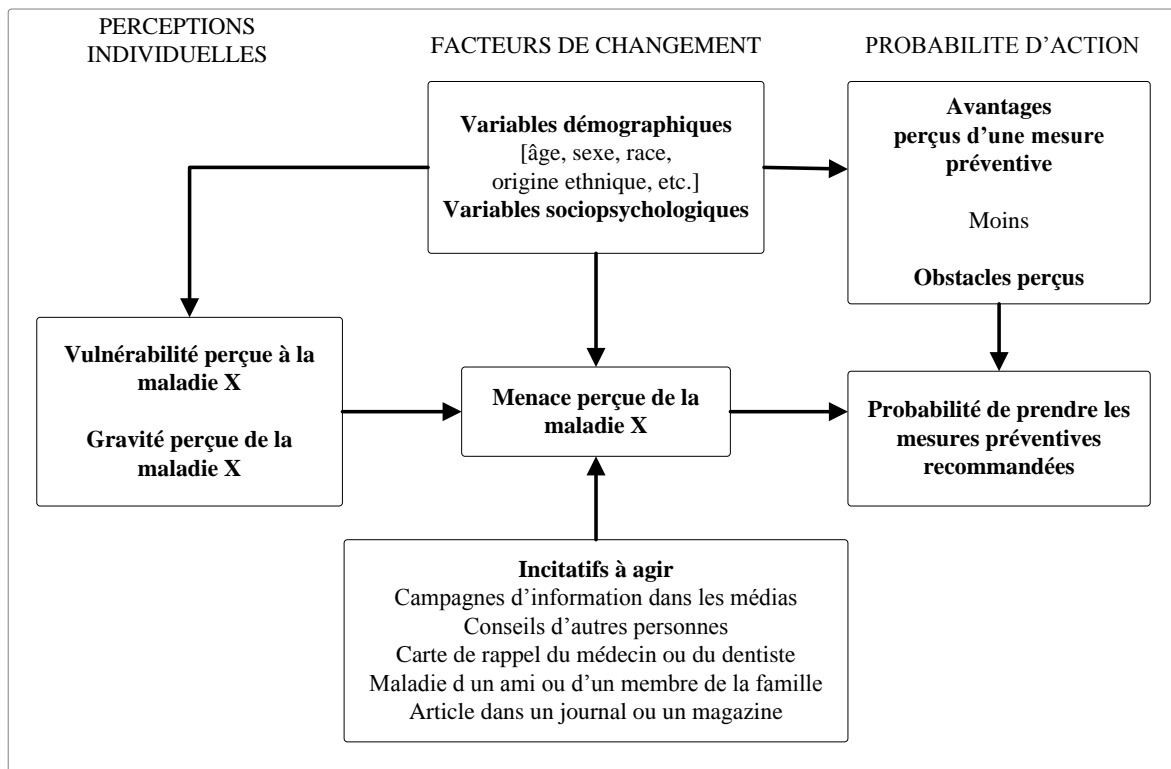 PERCEPTIONS
INDIVIDUELLES
FACTEURS DE CHANGEMENT
PROBABILITE D’ACTION
Variables démographiques
[âge, sexe, race,
origine ethnique, etc.]
Variables sociopsychologiques
Avantages
perçus d’une mesure
préventive
Moins
Obstacles perçus
Vulnérabilité perçue à la
maladie X
Gravité perçue de la
maladie X
Menace perçue de la
maladie X
Probabilité de prendre les
mesures préventives
recommandées
Incitatifs à agir
Campagnes d’information dans les médias
Conseils d’autres personnes
Carte de rappel du médecin ou du dentiste
Maladie d un ami ou d’un membre de la famille
Article dans un journal ou un magazine